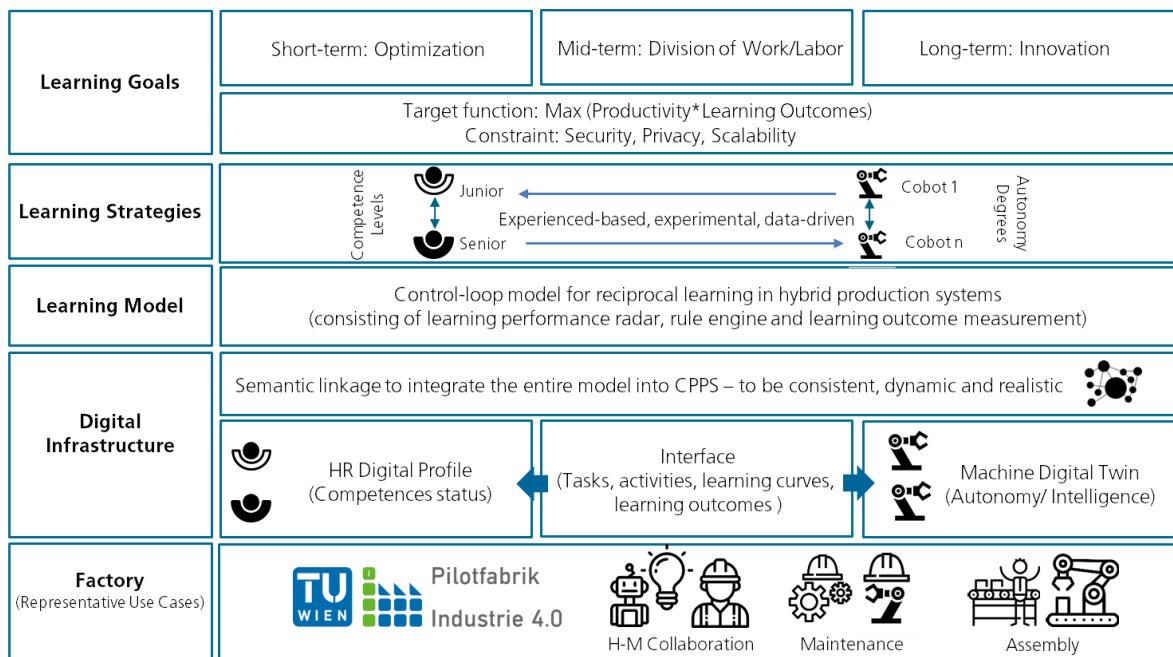 Learning Goals
Short-term: Optimization
Mid-term: Division of Work/Labor
Long-term: Innovation
Target function: Max (Productivity*Learning Outcomes)
Constraint: Security, Privacy, Scalability
Learning Strategies
Competence
Levels
Junior
Senior
Experienced-based, experimental, data-driven
Cobot 1
Cobot n
Autonomy
Degrees
Learning Model
Control-loop model for reciprocal learning in hybrid production systems
(consisting of learning performance radar, rule engine and learning outcome measurement)
Digital
Infrastructure
Semantic linkage to integrate the entire model into CPPS – to be consistent, dynamic and realistic
HR Digital Profile
(Competences status)
Interface
(Tasks, activities, learning curves,
learning outcomes )
Machine Digital Twin
(Autonomy/ Intelligence)
Factory
(Representative Use Cases)
TU
WIEN
Pilotfabrik
Industrie 4.0
H-M Collaboration
Maintenance
Assembly